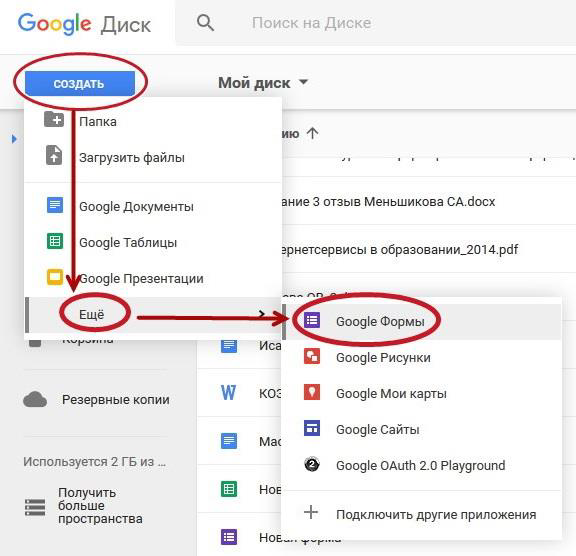 Google Диск
Поиск на Диске
СОЗДАТЬ
Мой диск
Папка
Загрузить файлы
Google Документы
Google Таблицы
Google Презентации
Ещё
ию
ание 3 отзыв Меньшикова СА.docx
ернетсервисы в образовании_2014.pdf
Google Формы
Google Рисунки
Google Мои карты
Google Сайты
Google OAuth 2.0 Playground
Подключить другие приложения
Корзина
Резервные копии
Используется 2 ГБ из ...
Получить
больше
пространства
Иса
W КОЗ
Мас
Нов
Новая форма